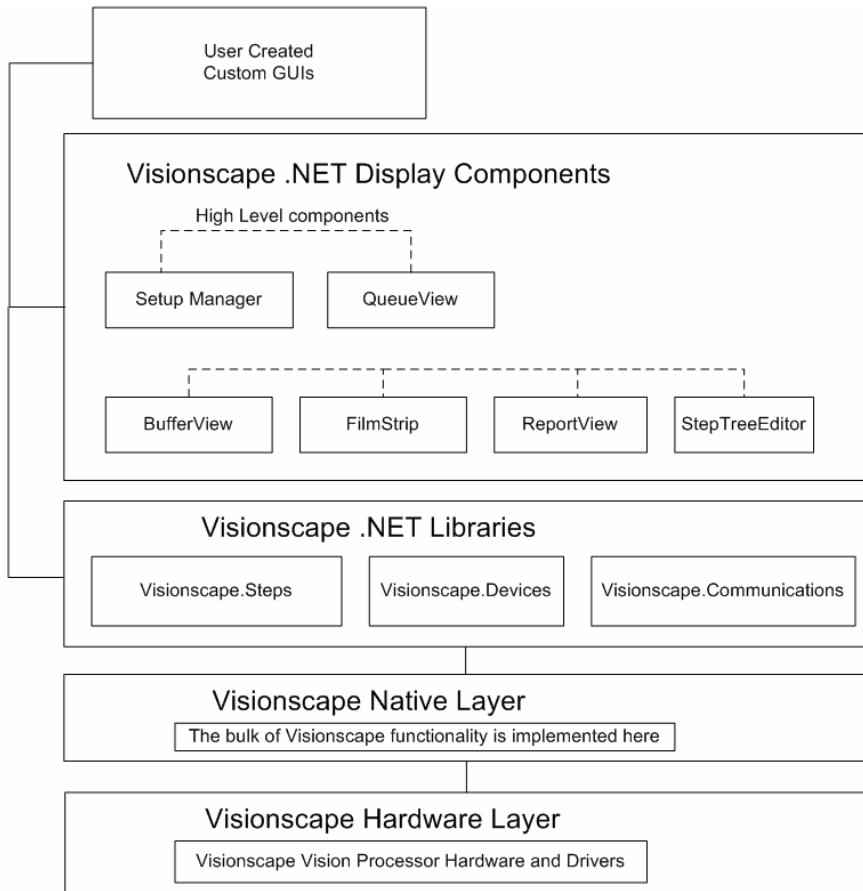 User Created
Custom GUIs
Visionscape .NET Display Components
High Level components
Setup Manager
QueueView
BufferView
FilmStrip
ReportView
StepTreeEditor
Visionscape .NET Libraries
Visionscape.Steps
Visionscape.Devices
Visionscape.Communications
Visionscape Native Layer
The bulk of Visionscape functionality is implemented here
Visionscape Hardware Layer
Visionscape Vision Processor Hardware and Drivers